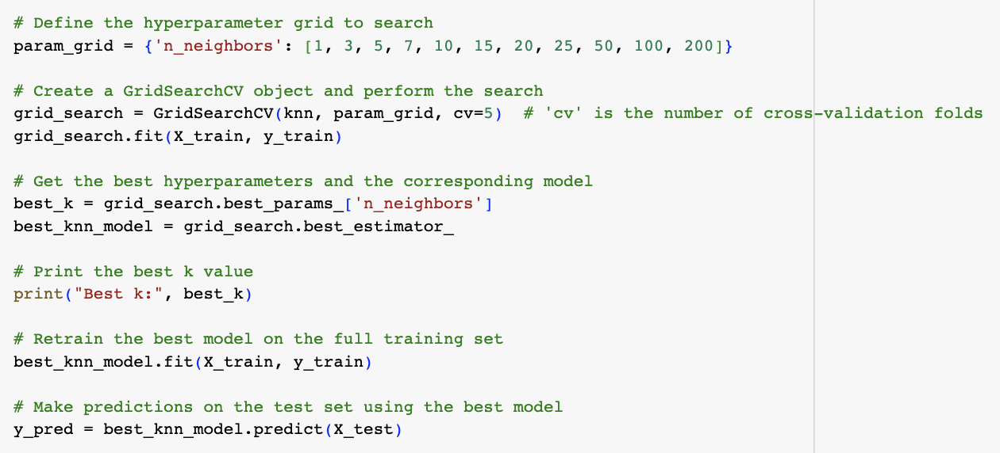 # Define the hyperparameter grid to search
param_grid = {'n_neighbors': [1, 3, 5, 7, 10, 15, 20, 25, 50, 100, 200]}
# Create a GridSearchCV object and perform the search
grid_search = GridSearchCV(knn, param_grid, cv=5)  # 'cv' is the number of cross-validation folds
grid_search.fit(X_train, y_train)
# Get the best hyperparameters and the corresponding model
best_k = grid_search.best_params_['n_neighbors']
best_knn_model = grid_search.best_estimator_
# Print the best k value
print("Best k:", best_k)
# Retrain the best model on the full training set
best_knn_model.fit(X_train, y_train)
# Make predictions on the test set using the best model
y_pred = best_knn_model.predict(X_test)